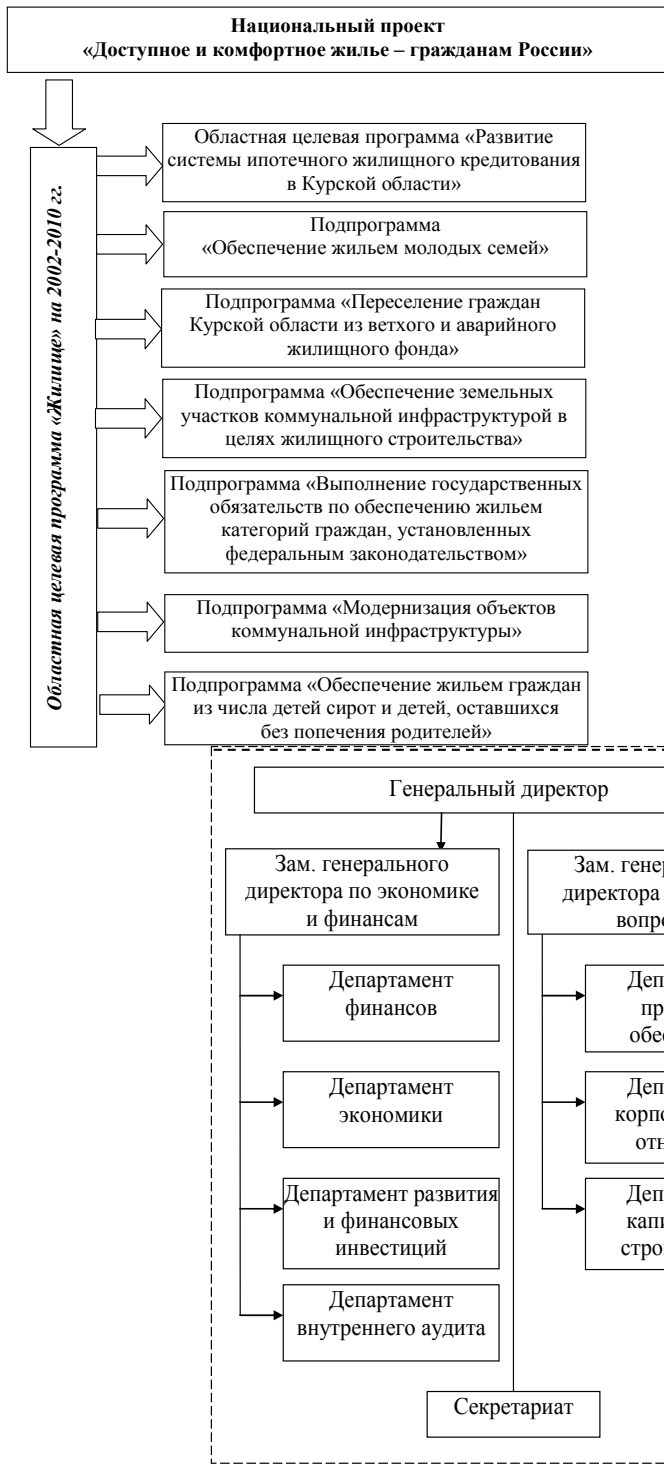 Национальный проект
«Доступное и комфортное жилье – гражданам России»
Областная целевая программа «Жилище» на 2002-2010 гг.
Областная целевая программа «Развитие
системы ипотечного жилищного кредитования
в Курской области»
Подпрограмма
«Обеспечение жильем молодых семей»
Подпрограмма «Переселение граждан
Курской области из ветхого и аварийного
жилищного фонда»
Подпрограмма «Обеспечение земельных
участков коммунальной инфраструктурой в
целях жилищного строительства»
Подпрограмма «Выполнение государственных
обязательств по обеспечению жильем
категорий граждан, установленных
федеральным законодательством»
Подпрограмма «Модернизация объектов
коммунальной инфраструктуры»
Подпрограмма «Обеспечение жильем граждан
из числа детей сирот и детей, оставшихся
без попечения родителей»
Генеральный директор
Зам. генерального
директора по экономике
и финансам
Департамент
финансов
Департамент
экономики
Департамент развития
и финансовых
инвестиций
Департамент
внутреннего аудита
Зам.
директора
Секретариат